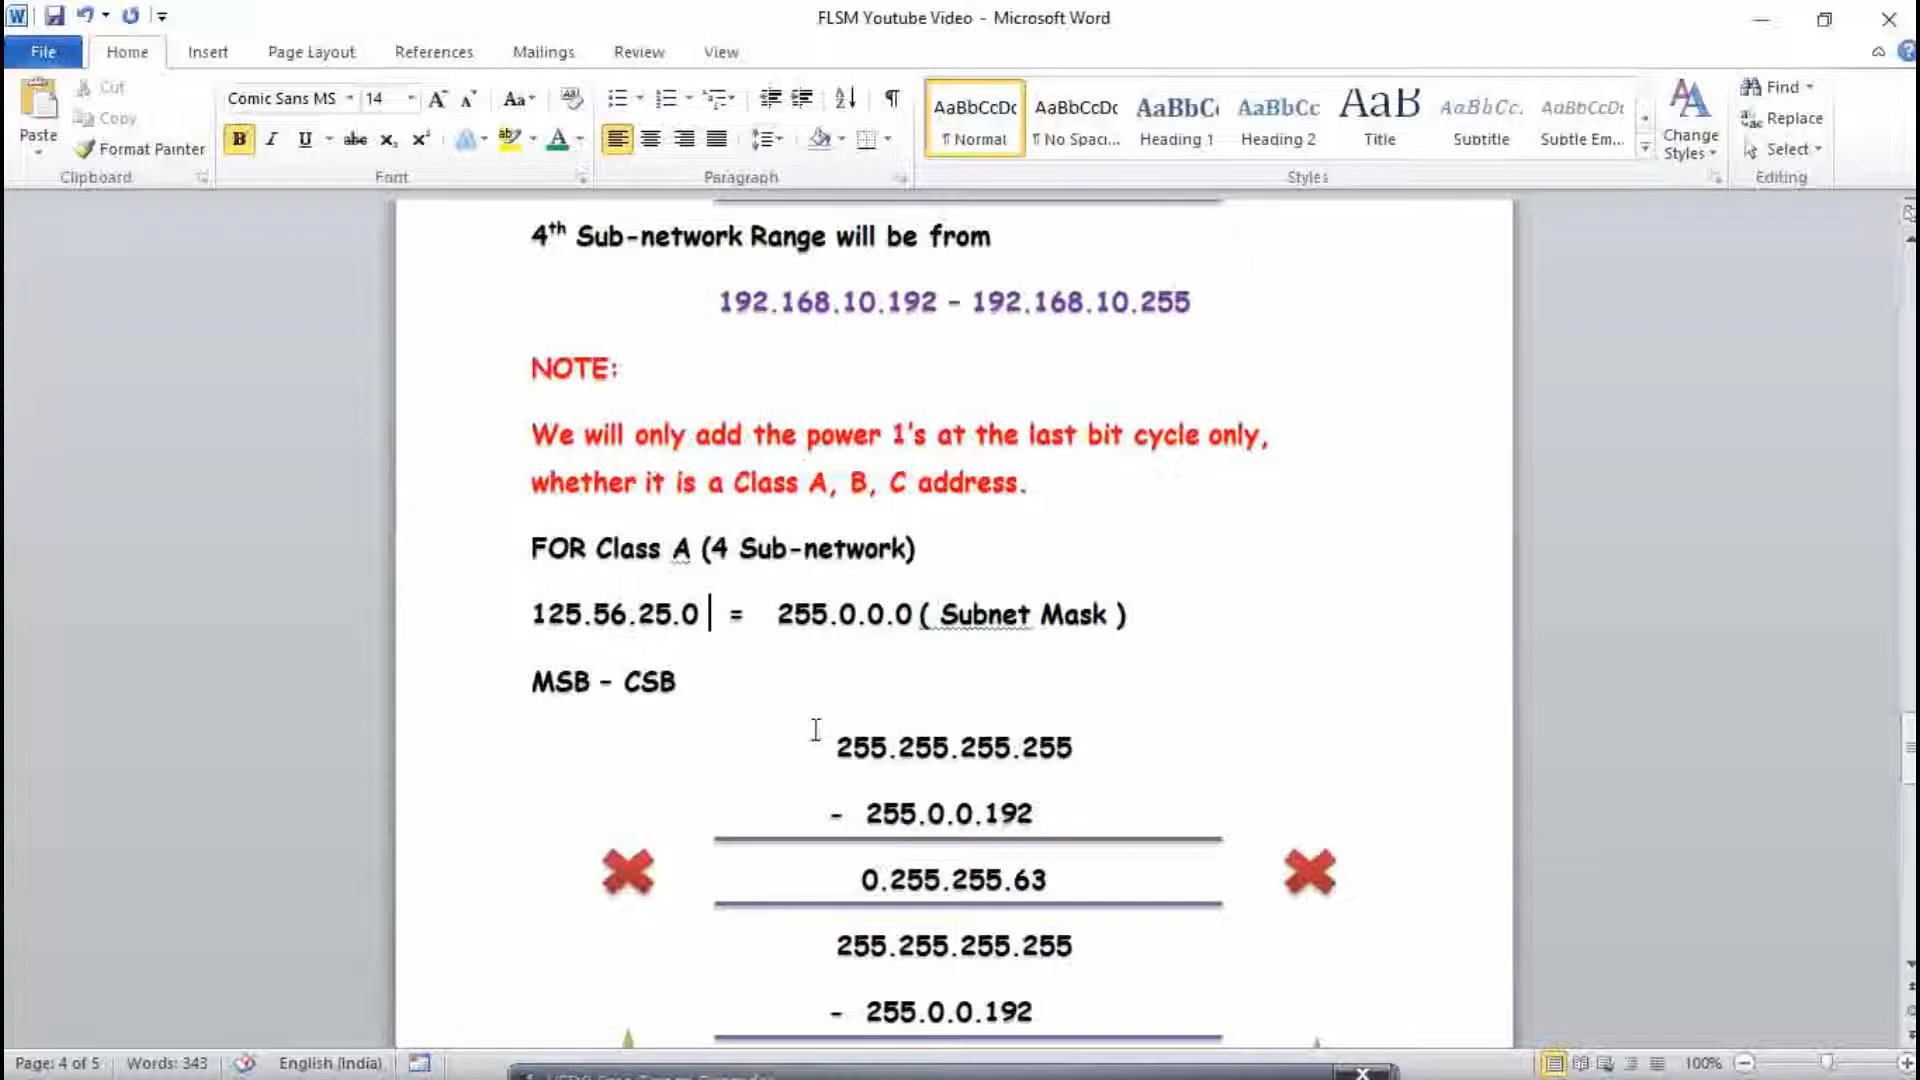 FLSM Youtube Video - Microsoft Word
File Home Insert Page Layout References Mailings Review View
Paste
Cut
Copy
Format Painter
Clipboard
Comic Sans MS 14
B I U abc x₂ x²
Font
Paragraph
AaBbCcDc AaBbCcDc AaBbC AaBbCc AaB AaBbCc. AaBbCcDt
¶ Normal ¶ No Spaci... Heading 1 Heading 2 Title Subtitle Subtle Em...
Styles
Change Styles
Find
Replace
Select
Editing
4th Sub-network Range will be from
192.168.10.192 – 192.168.10.255
NOTE:
We will only add the power 1's at the last bit cycle only,
whether it is a Class A, B, C address.
FOR Class A (4 Sub-network)
125.56.25.0 = 255.0.0.0 ( Subnet Mask )
MSB – CSB
255.255.255.255
- 255.0.0.192
0.255.255.63
255.255.255.255
- 255.0.0.192
Page: 4 of 5 Words: 343 English (India) 100%